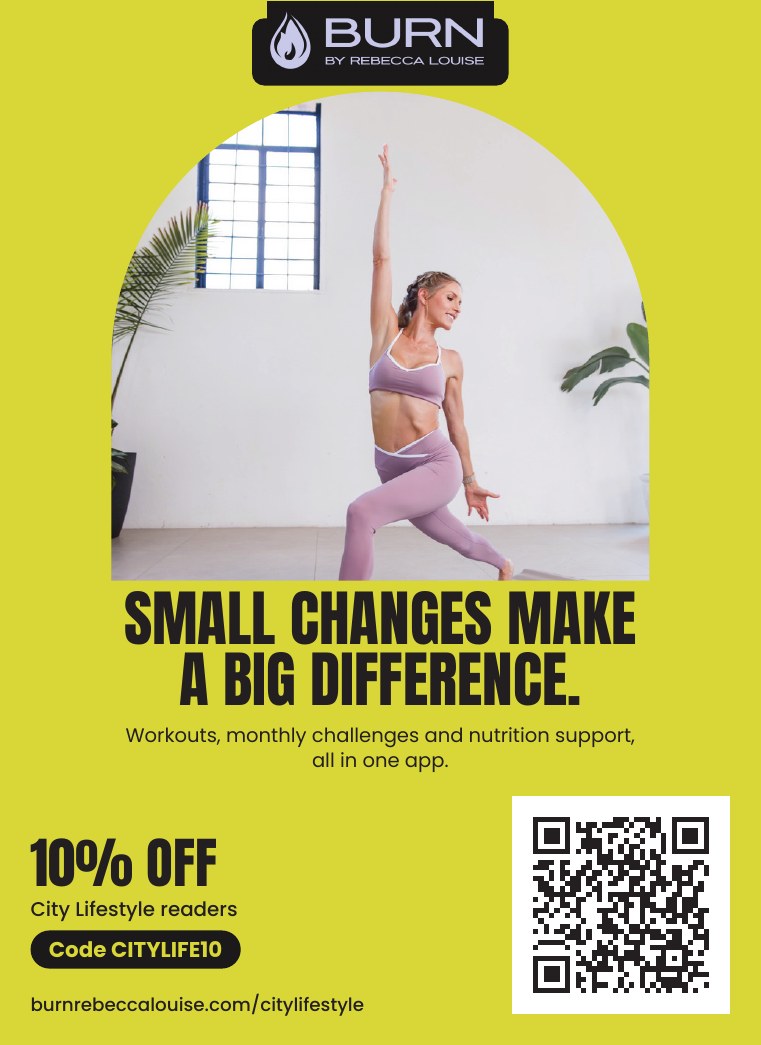 BURN
BY REBECCA LOUISE
SMALL CHANGES MAKE
A BIG DIFFERENCE.
Workouts, monthly challenges and nutrition support,
all in one app.
10% OFF
City Lifestyle readers
Code CITYLIFE10
burnrebeccalouise.com/citylifestyle